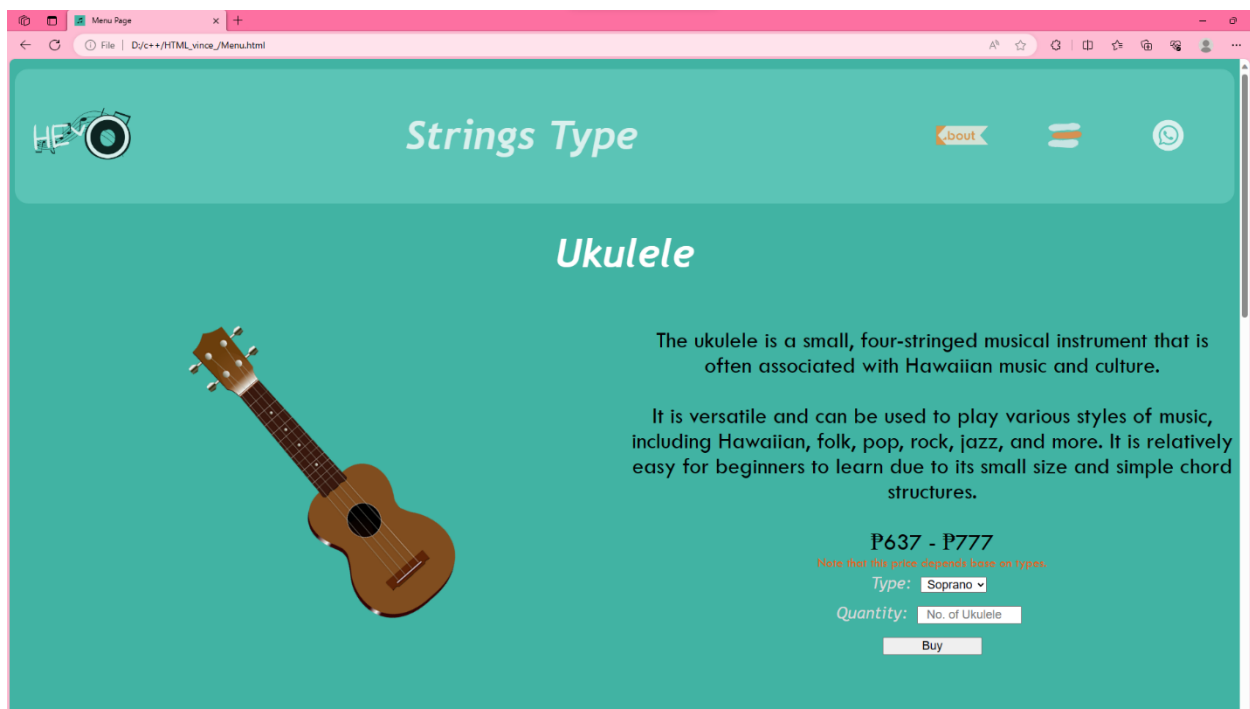 Menu Page
File | D:/c++/HTML_vince_/Menu.html
HEY
Strings Type
.bout
Ukulele
The ukulele is a small, four-stringed musical instrument that is
often associated with Hawaiian music and culture.
It is versatile and can be used to play various styles of music,
including Hawaiian, folk, pop, rock, jazz, and more. It is relatively
easy for beginners to learn due to its small size and simple chord
structures.
₱637 - ₱777
Note that this price depends base on types.
Type: Soprano
Quantity: No. of Ukulele
Buy